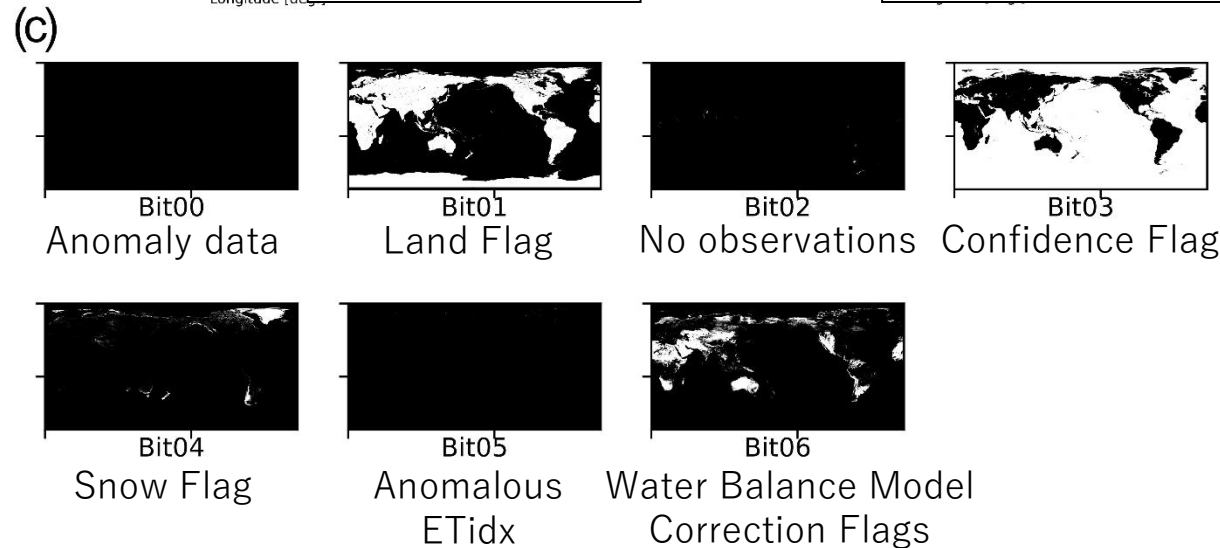 (c)
Bit00 Bit01 Bit02 Bit03
Anomaly data Land Flag No observations Confidence Flag
Bit04 Bit05 Bit06
Snow Flag Anomalous Water Balance Model
ETidx Correction Flags